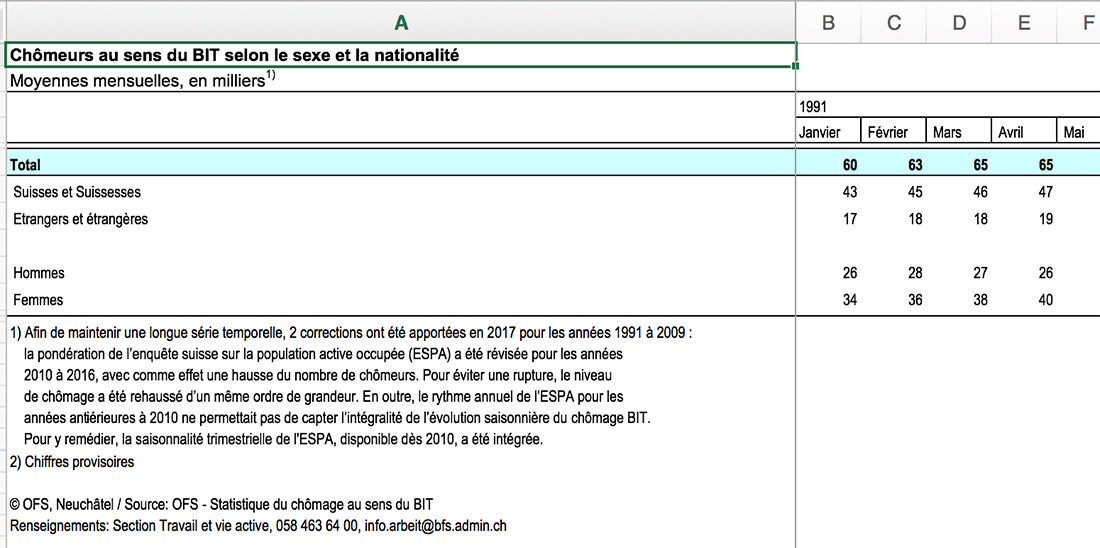 A B C D E F
Chômeurs au sens du BIT selon le sexe et la nationalité
Moyennes mensuelles, en milliers1)
1991
Janvier Février Mars Avril Mai
Total 60 63 65 65
Suisses et Suissesses 43 45 46 47
Etrangers et étrangères 17 18 18 19
Hommes 26 28 27 26
Femmes 34 36 38 40
1) Afin de maintenir une longue série temporelle, 2 corrections ont été apportées en 2017 pour les années 1991 à 2009 :
la pondération de l'enquête suisse sur la population active occupée (ESPA) a été révisée pour les années
2010 à 2016, avec comme effet une hausse du nombre de chômeurs. Pour éviter une rupture, le niveau
de chômage a été rehaussé d'un même ordre de grandeur. En outre, le rythme annuel de l'ESPA pour les
années antiérieures à 2010 ne permettait pas de capter l'intégralité de l'évolution saisonnière du chômage BIT.
Pour y remédier, la saisonnalité trimestrielle de l'ESPA, disponible dès 2010, a été intégrée.
2) Chiffres provisoires
© OFS, Neuchâtel / Source: OFS - Statistique du chômage au sens du BIT
Renseignements: Section Travail et vie active, 058 463 64 00, info.arbeit@bfs.admin.ch